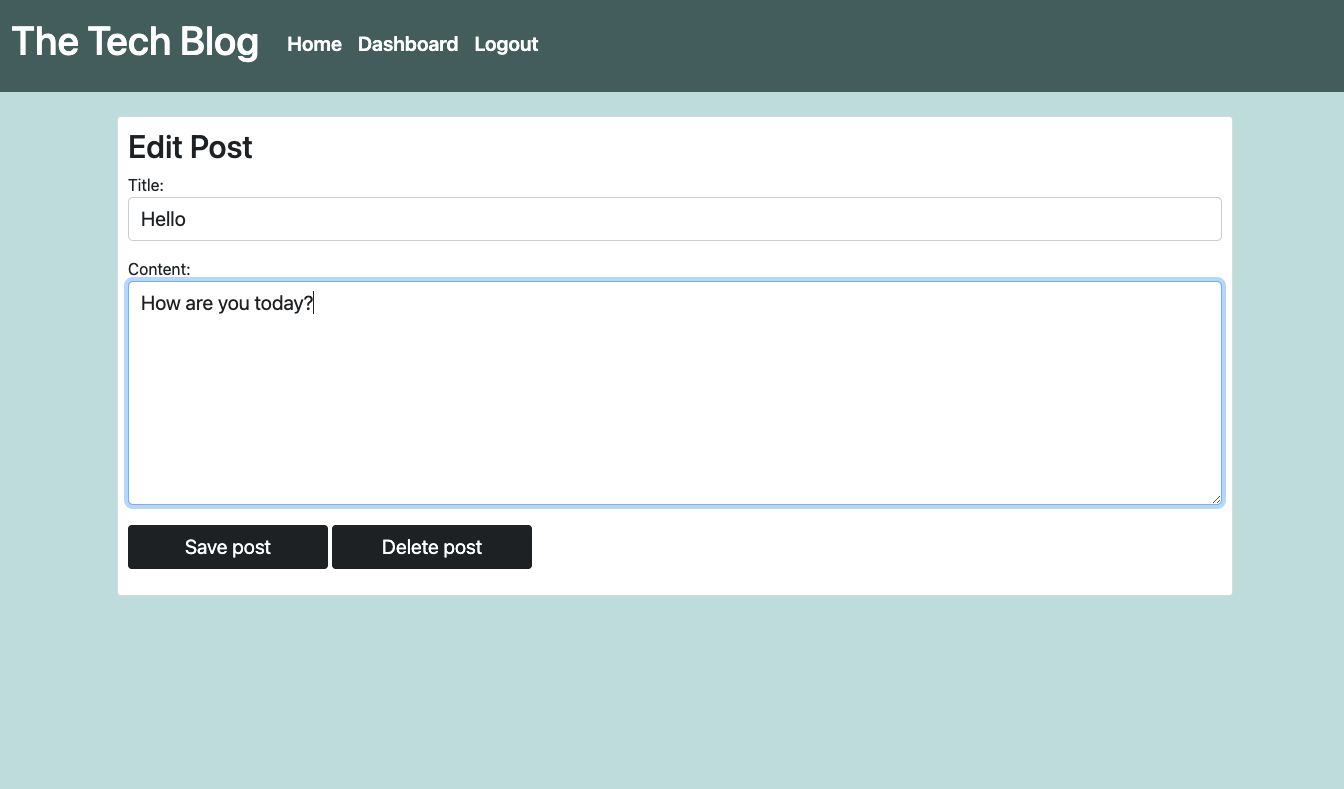 The Tech Blog Home Dashboard Logout
Edit Post
Title:
Hello
Content:
How are you today?
Save post Delete post